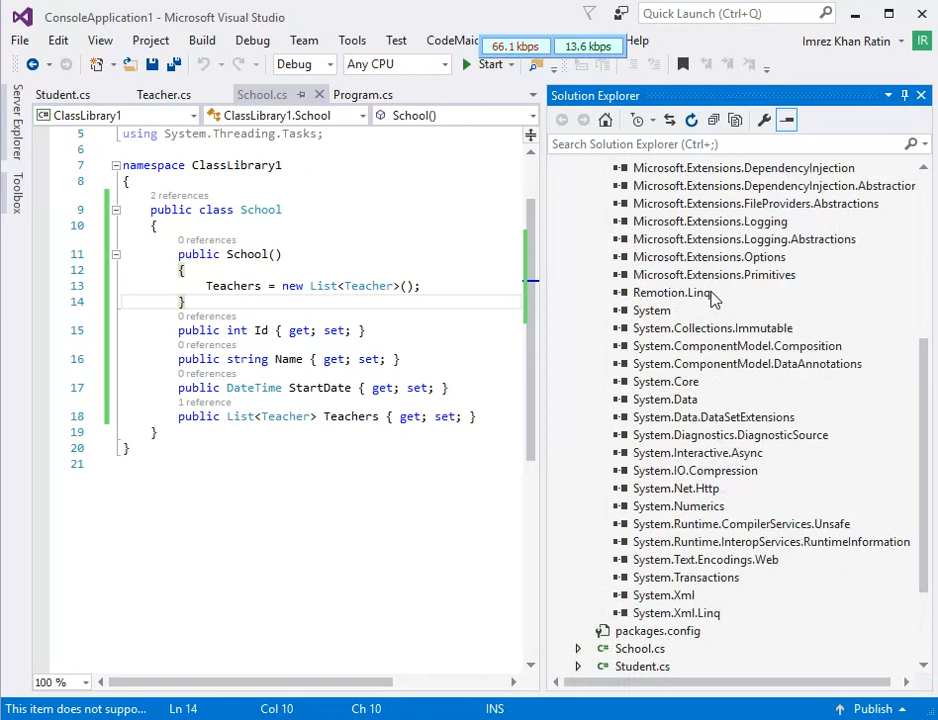 ConsoleApplication1 - Microsoft Visual Studio
Quick Launch (Ctrl+Q)
File Edit View Project Build Debug Team Tools Test CodeMai
66.1 kbps 13.6 kbps
Help
Imrez Khan Ratin
IR
Debug Any CPU Start
Server Explorer
Toolbox
Student.cs Teacher.cs School.cs Program.cs
ClassLibrary1 ClassLibrary1.School School()
5 using System.Threading.Tasks;
6
7 namespace ClassLibrary1
8 {
2 references
9 public class School
10 {
0 references
11 public School()
12 {
13 Teachers = new List<Teacher>();
14 }
0 references
15 public int Id { get; set; }
0 references
16 public string Name { get; set; }
0 references
17 public DateTime StartDate { get; set; }
1 reference
18 public List<Teacher> Teachers { get; set; }
19 }
20 }
21
100 %
Solution Explorer
Search Solution Explorer (Ctrl+;)
Microsoft.Extensions.DependencyInjection
Microsoft.Extensions.DependencyInjection.Abstraction
Microsoft.Extensions.FileProviders.Abstractions
Microsoft.Extensions.Logging
Microsoft.Extensions.Logging.Abstractions
Microsoft.Extensions.Options
Microsoft.Extensions.Primitives
Remotion.Linq
System
System.Collections.Immutable
System.ComponentModel.Composition
System.ComponentModel.DataAnnotations
System.Core
System.Data
System.Data.DataSetExtensions
System.Diagnostics.DiagnosticSource
System.Interactive.Async
System.IO.Compression
System.Net.Http
System.Numerics
System.Runtime.CompilerServices.Unsafe
System.Runtime.InteropServices.RuntimeInformation
System.Text.Encodings.Web
System.Transactions
System.Xml
System.Xml.Linq
packages.config
C# School.cs
C# Student.cs
This item does not suppo... Ln 14 Col 10 Ch 10 INS Publish